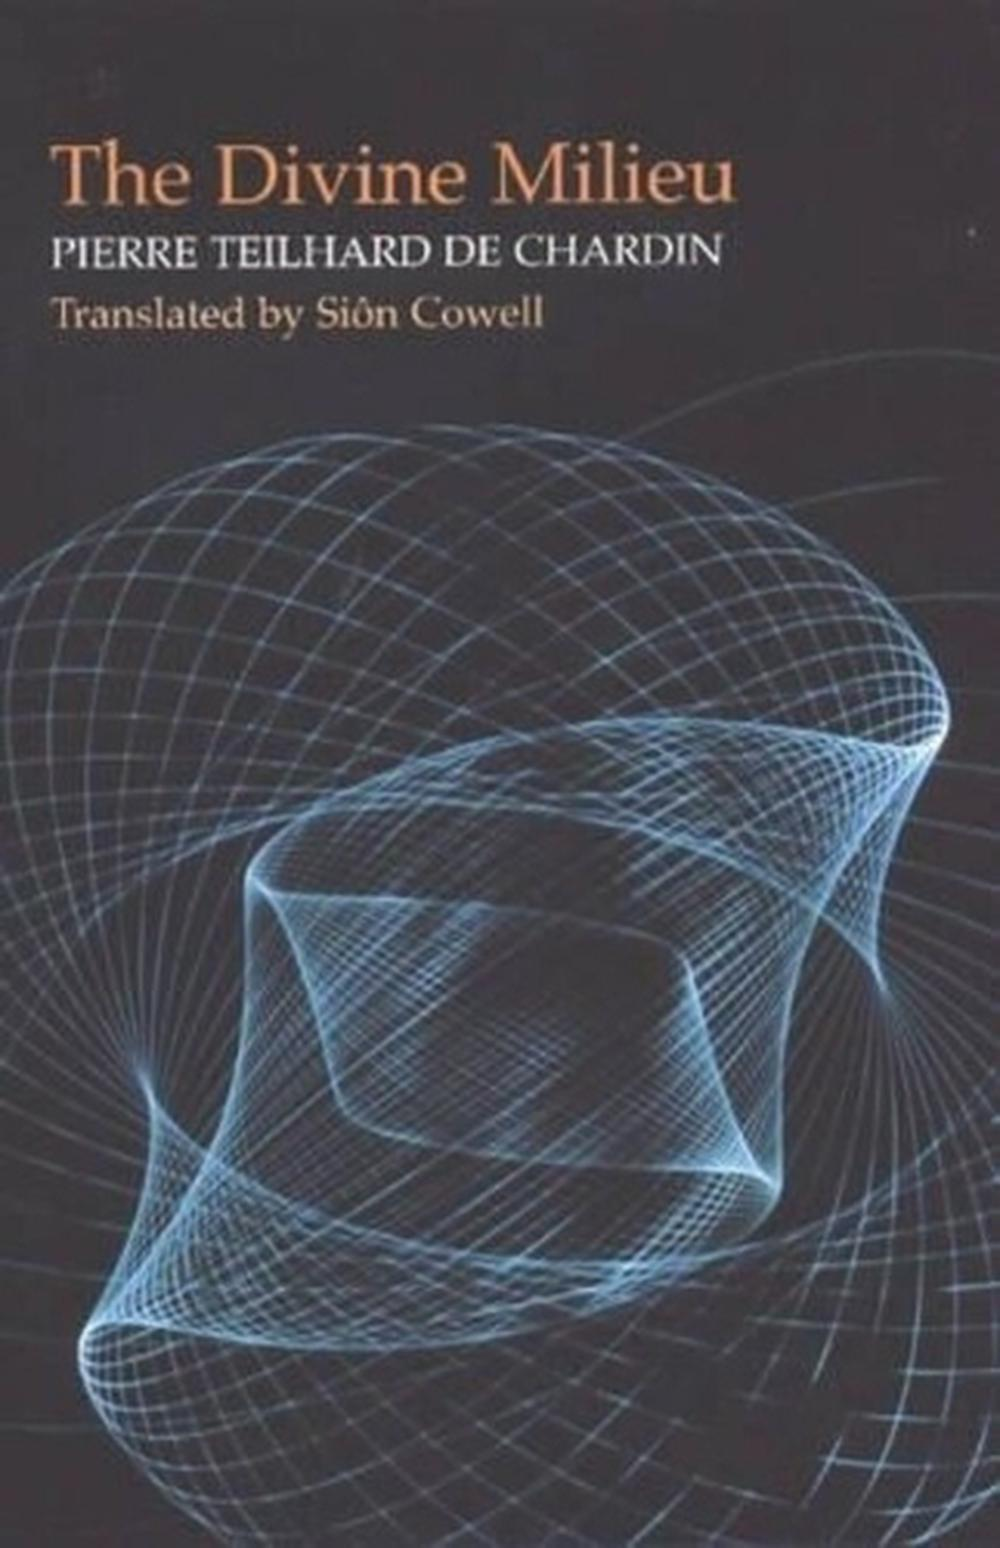 The Divine Milieu
PIERRE TEILHARD DE CHARDIN
Translated by Siôn Cowell